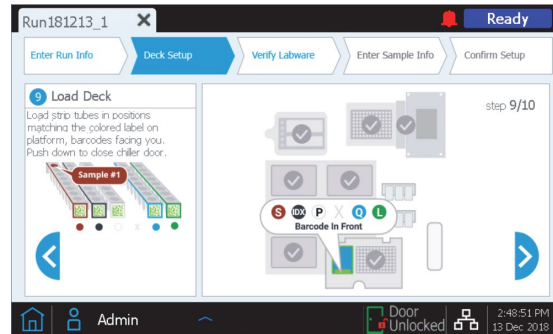 Run181213_1
Ready
Enter Run Info
Deck Setup
Verify Labware
Enter Sample Info
Confirm Setup
9 Load Deck
Load strip tubes in positions
matching the colored label on
platform, barcodes facing you.
Push down to close chiller door.
Sample #1
X
step 9/10
S IDX P X Q L
Barcode In Front
Admin
Door
Unlocked
2:48:51 PM
13 Dec 2018